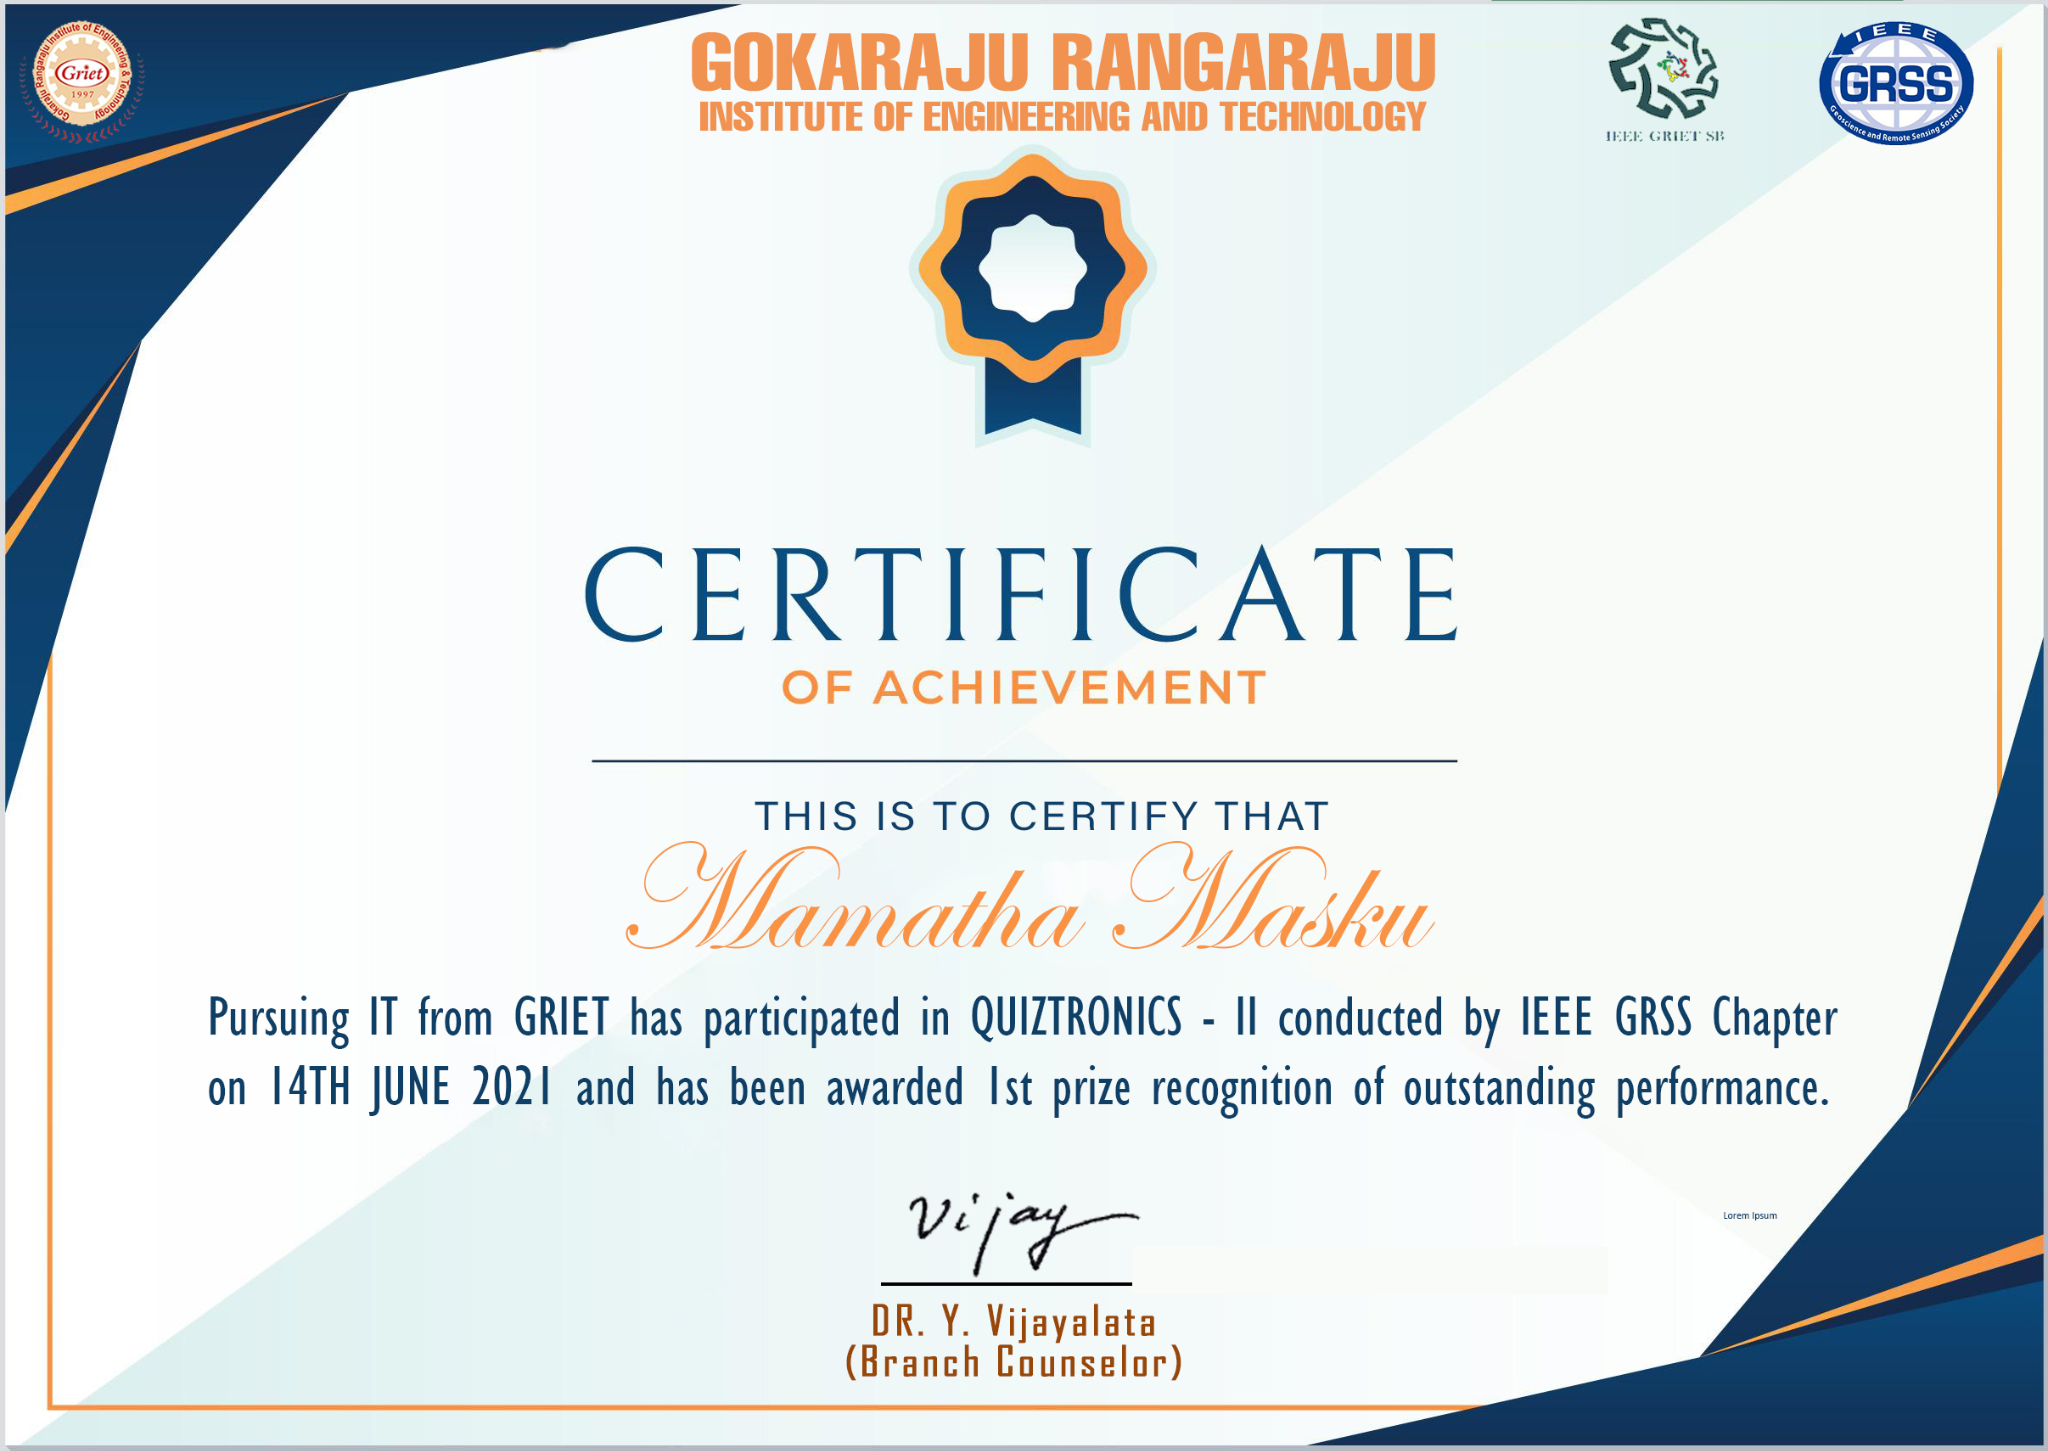 Gokaraju Rangaraju Institute of Engineering & Technology
Griet
1997
GOKARAJU RANGARAJU
INSTITUTE OF ENGINEERING AND TECHNOLOGY
IEEE GRIET SB
IEEE
GRSS
Geoscience and Remote Sensing Society
CERTIFICATE
OF ACHIEVEMENT
THIS IS TO CERTIFY THAT
Mamatha Masku
Pursuing IT from GRIET has participated in QUIZTRONICS - II conducted by IEEE GRSS Chapter
on 14TH JUNE 2021 and has been awarded 1st prize recognition of outstanding performance.
Vijay
Lorem Ipsum
DR. Y. Vijayalata
(Branch Counselor)